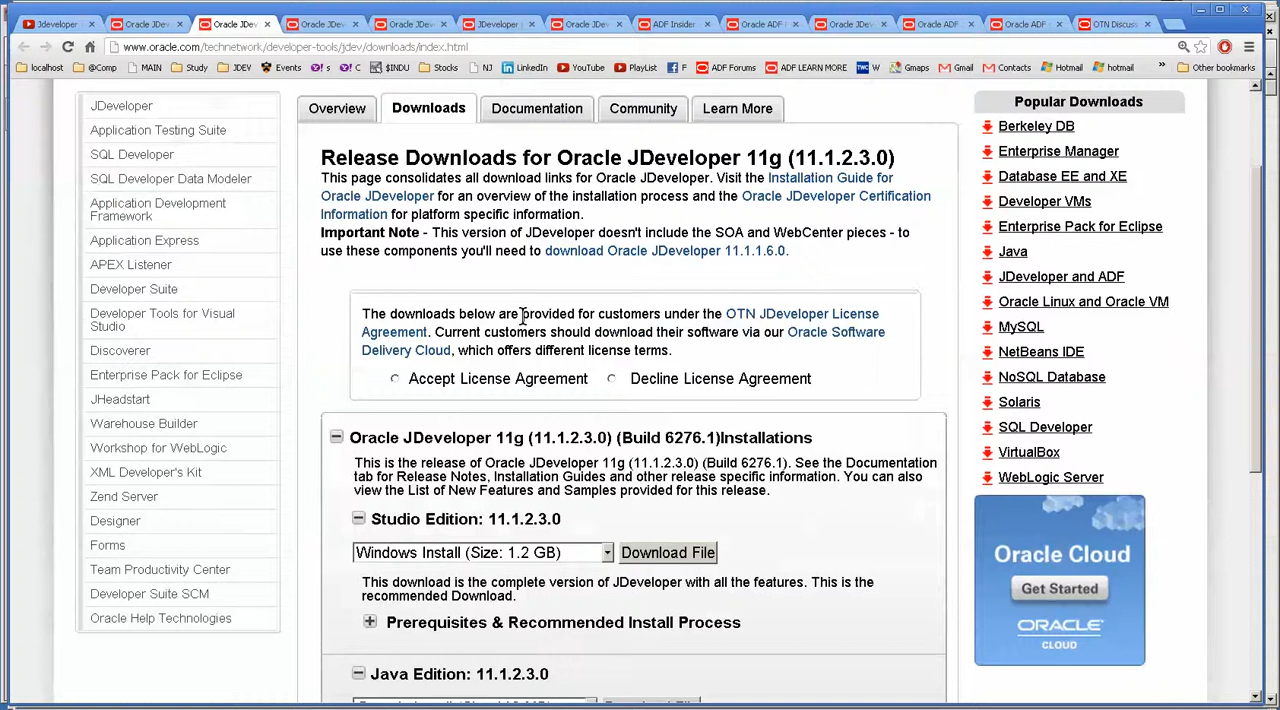 Jdeveloper
Oracle JDev
Oracle JDev
Oracle JDev
Oracle JDev
JDeveloper
Oracle JDev
ADF Insider
Oracle ADF
Oracle JDev
Oracle ADF
Oracle ADF
OTN Discus
www.oracle.com/technetwork/developer-tools/jdev/downloads/index.html
localhost @Comp MAIN Study JDEV Events Y! s Y! C $INDU Stocks NJ LinkedIn YouTube PlayList F ADF Forums ADF LEARN MORE W Gmaps Gmail Contacts Hotmail hotmail » Other bookmarks
JDeveloper
Application Testing Suite
SQL Developer
SQL Developer Data Modeler
Application Development
Framework
Application Express
APEX Listener
Developer Suite
Developer Tools for Visual
Studio
Discoverer
Enterprise Pack for Eclipse
JHeadstart
Warehouse Builder
Workshop for WebLogic
XML Developer's Kit
Zend Server
Designer
Forms
Team Productivity Center
Developer Suite SCM
Oracle Help Technologies
Overview Downloads Documentation Community Learn More
Release Downloads for Oracle JDeveloper 11g (11.1.2.3.0)
This page consolidates all download links for Oracle JDeveloper. Visit the Installation Guide for
Oracle JDeveloper for an overview of the installation process and the Oracle JDeveloper Certification
Information for platform specific information.
Important Note - This version of JDeveloper doesn't include the SOA and WebCenter pieces - to
use these components you'll need to download Oracle JDeveloper 11.1.1.6.0.
The downloads below are provided for customers under the OTN JDeveloper License
Agreement. Current customers should download their software via our Oracle Software
Delivery Cloud, which offers different license terms.
Accept License Agreement Decline License Agreement
Oracle JDeveloper 11g (11.1.2.3.0) (Build 6276.1)Installations
This is the release of Oracle JDeveloper 11g (11.1.2.3.0) (Build 6276.1). See the Documentation
tab for Release Notes, Installation Guides and other release specific information. You can also
view the List of New Features and Samples provided for this release.
Studio Edition: 11.1.2.3.0
Windows Install (Size: 1.2 GB) Download File
This download is the complete version of JDeveloper with all the features. This is the
recommended Download.
Prerequisites & Recommended Install Process
Java Edition: 11.1.2.3.0
Popular Downloads
Berkeley DB
Enterprise Manager
Database EE and XE
Developer VMs
Enterprise Pack for Eclipse
Java
JDeveloper and ADF
Oracle Linux and Oracle VM
MySQL
NetBeans IDE
NoSQL Database
Solaris
SQL Developer
VirtualBox
WebLogic Server
Oracle Cloud
Get Started
ORACLE
CLOUD